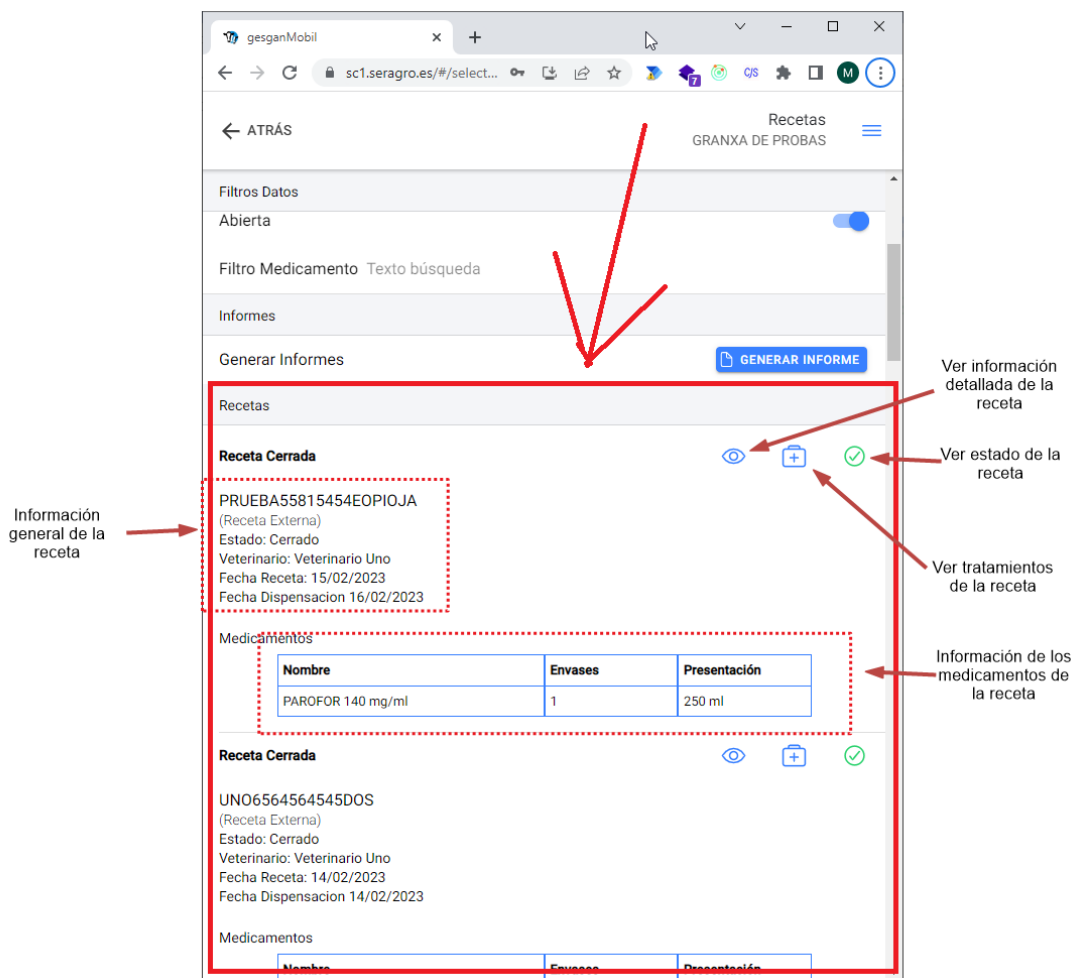 gesganMobil
sc1.seragro.es/#/select...
7
C/S
M
ATRÁS
Recetas
GRANXA DE PROBAS
Filtros Datos
Abierta
Filtro Medicamento Texto búsqueda
Informes
Generar Informes
GENERAR INFORME
Recetas
Receta Cerrada
PRUEBA55815454EOPIOJA
(Receta Externa)
Estado: Cerrado
Veterinario: Veterinario Uno
Fecha Receta: 15/02/2023
Fecha Dispensacion 16/02/2023
Medicamentos
Nombre Envases Presentación
PAROFOR 140 mg/ml 1 250 ml
Receta Cerrada
UNO6564564545DOS
(Receta Externa)
Estado: Cerrado
Veterinario: Veterinario Uno
Fecha Receta: 14/02/2023
Fecha Dispensacion 14/02/2023
Medicamentos
Nombre Envases Presentación
Información
general de la
receta
Ver información
detallada de la
receta
Ver estado de la
receta
Ver tratamientos
de la receta
Información de los
medicamentos de
la receta